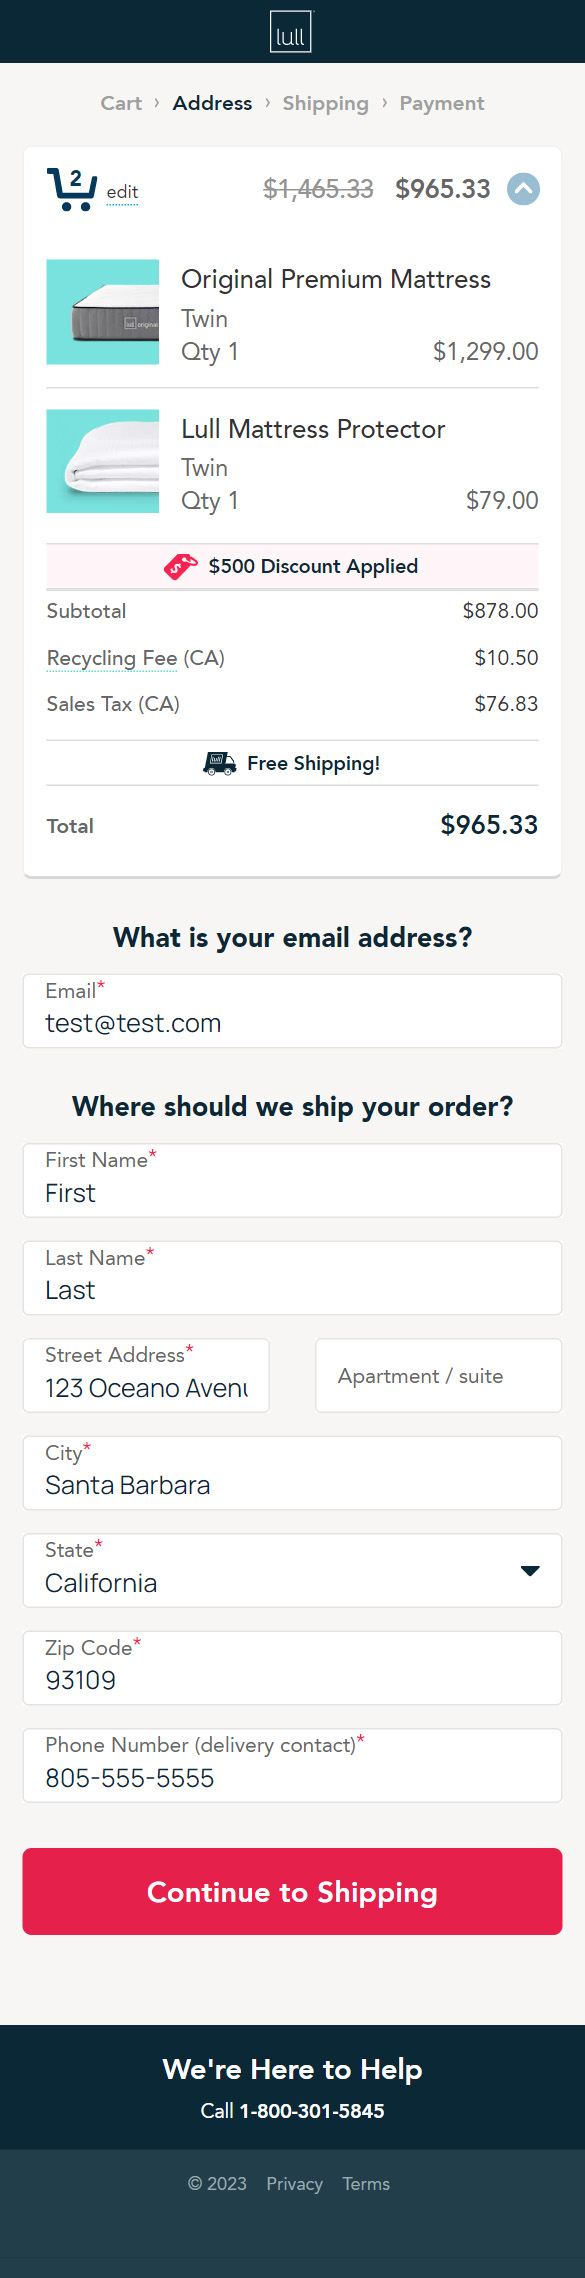 lull
Cart › Address › Shipping › Payment
2 edit $1,465.33 $965.33
lull original
Original Premium Mattress
Twin
Qty 1 $1,299.00
Lull Mattress Protector
Twin
Qty 1 $79.00
$ $500 Discount Applied
Subtotal $878.00
Recycling Fee (CA) $10.50
Sales Tax (CA) $76.83
lull Free Shipping!
Total $965.33
What is your email address?
Email*
test@test.com
Where should we ship your order?
First Name*
First
Last Name*
Last
Street Address* Apartment / suite
123 Oceano Avenu
City*
Santa Barbara
State*
California
Zip Code*
93109
Phone Number (delivery contact)*
805-555-5555
Continue to Shipping
We're Here to Help
Call 1-800-301-5845
© 2023 Privacy Terms